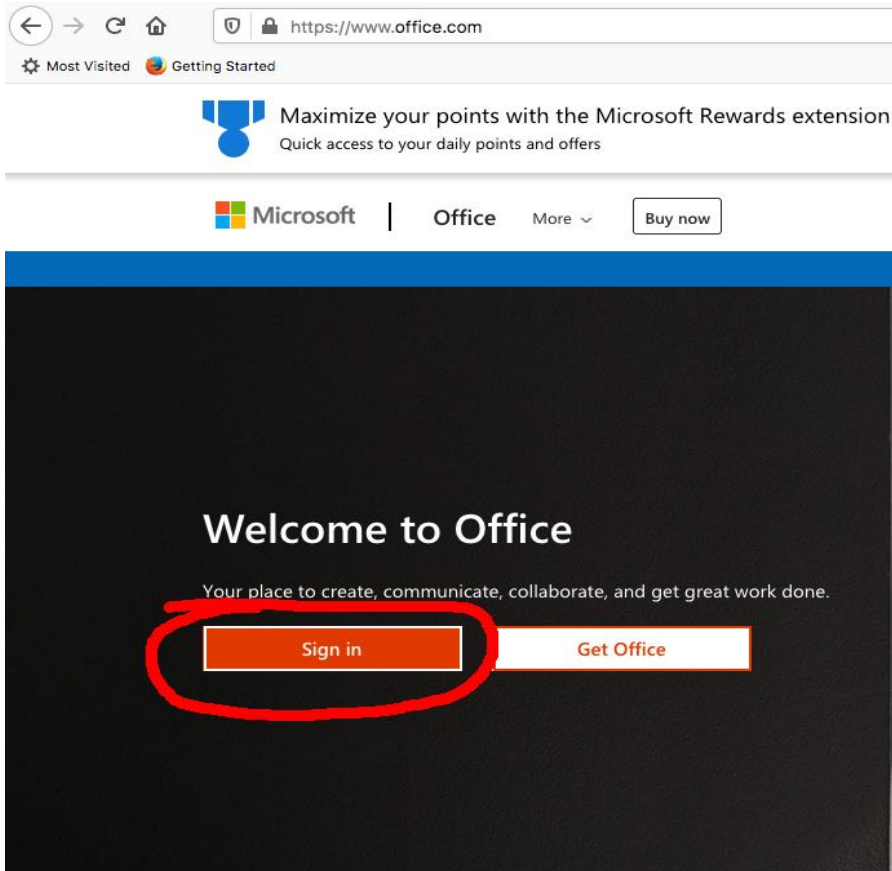 https://www.office.com
Most Visited Getting Started
Maximize your points with the Microsoft Rewards extension
Quick access to your daily points and offers
Microsoft | Office More Buy now
Welcome to Office
Your place to create, communicate, collaborate, and get great work done.
Sign in Get Office